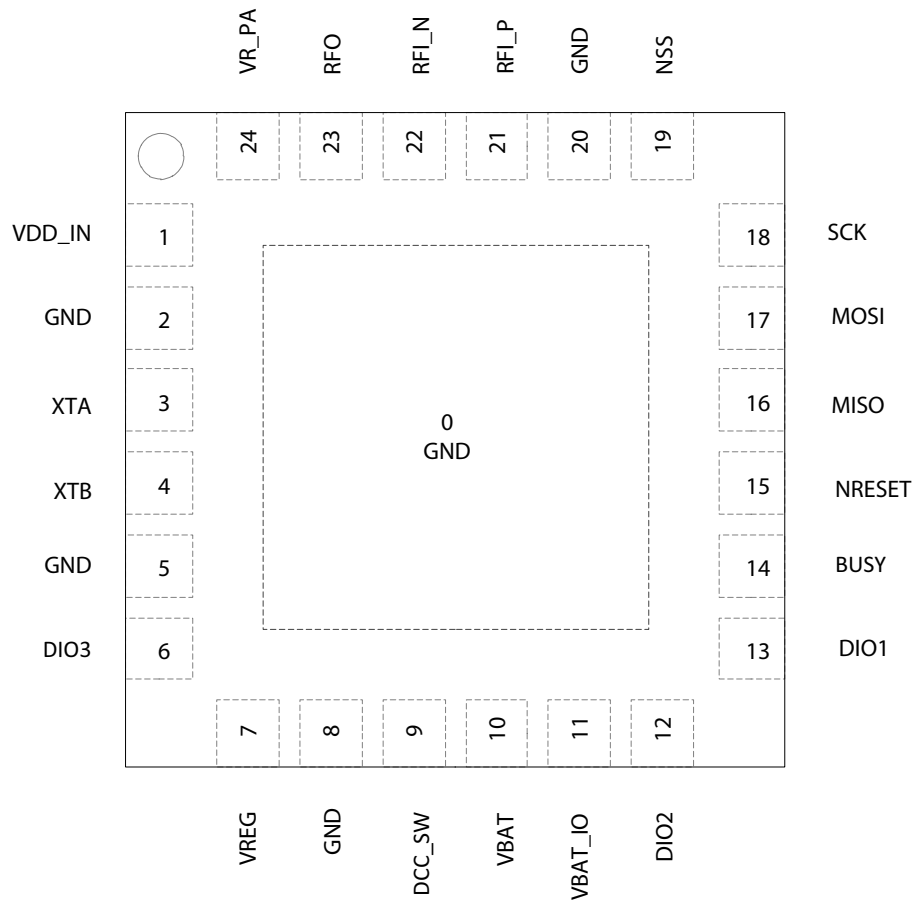 VR_PA
RFO
RFI_N
RFI_P
GND
NSS
24
23
22
21
20
19
VDD_IN
1
18
SCK
GND
2
17
MOSI
XTA
3
16
MISO
0
GND
XTB
4
15
NRESET
GND
5
14
BUSY
DIO3
6
13
DIO1
7
8
9
10
11
12
VREG
GND
DCC_SW
VBAT
VBAT_IO
DIO2